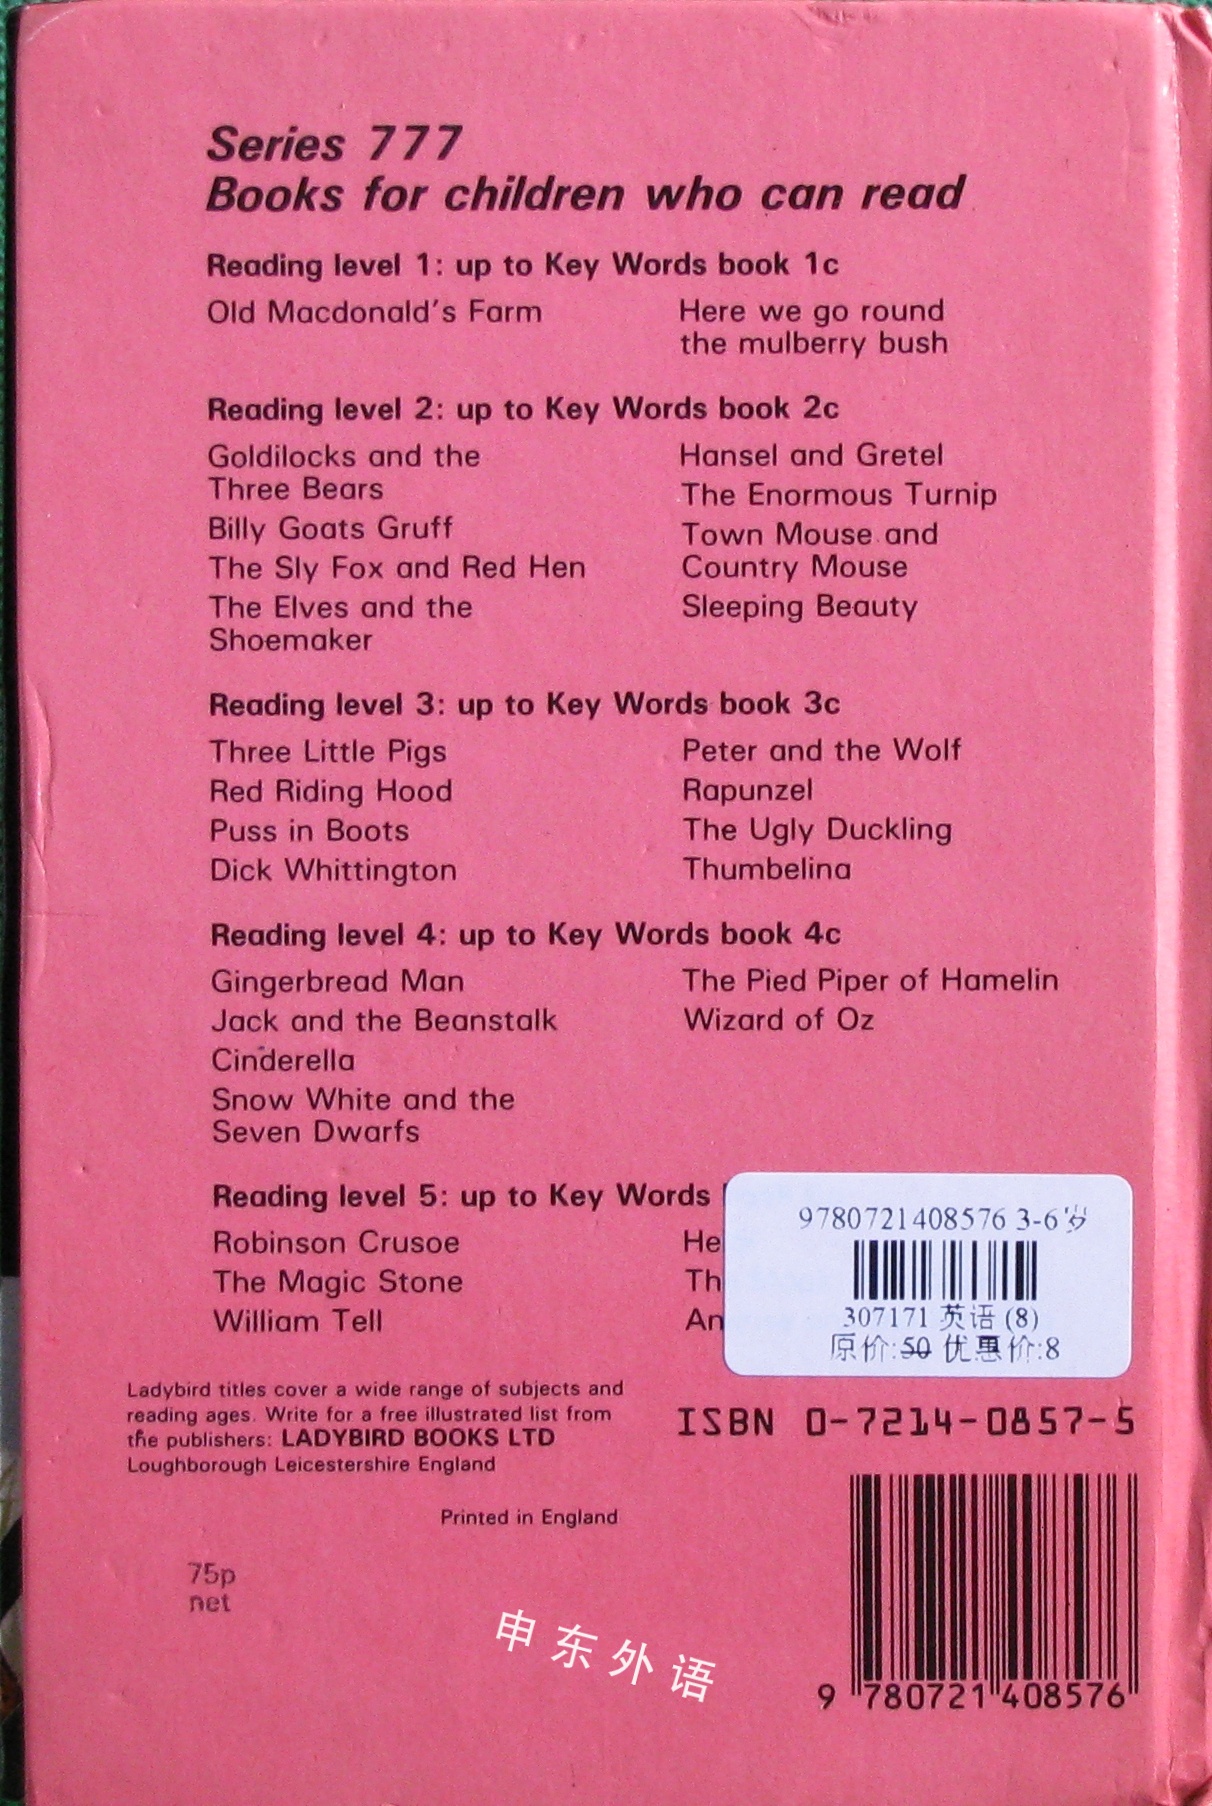 Series 777
Books for children who can read
Reading level 1: up to Key Words book 1c
Old Macdonald's Farm
Here we go round
the mulberry bush
Reading level 2: up to Key Words book 2c
Goldilocks and the
Three Bears
Billy Goats Gruff
The Sly Fox and Red Hen
The Elves and the
Shoemaker
Hansel and Gretel
The Enormous Turnip
Town Mouse and
Country Mouse
Sleeping Beauty
Reading level 3: up to Key Words book 3c
Three Little Pigs
Red Riding Hood
Puss in Boots
Dick Whittington
Peter and the Wolf
Rapunzel
The Ugly Duckling
Thumbelina
Reading level 4: up to Key Words book 4c
Gingerbread Man
Jack and the Beanstalk
Cinderella
Snow White and the
Seven Dwarfs
The Pied Piper of Hamelin
Wizard of Oz
Reading level 5: up to Key Words
Robinson Crusoe
The Magic Stone
William Tell
He
Th
An
9780721408576 3-6岁
307171 英语 (8)
原价:50 优惠价:8
Ladybird titles cover a wide range of subjects and
reading ages. Write for a free illustrated list from
the publishers: LADYBIRD BOOKS LTD
Loughborough Leicestershire England
Printed in England
75p
net
ISBN 0-7214-0857-5
9 780721 408576
申东外语